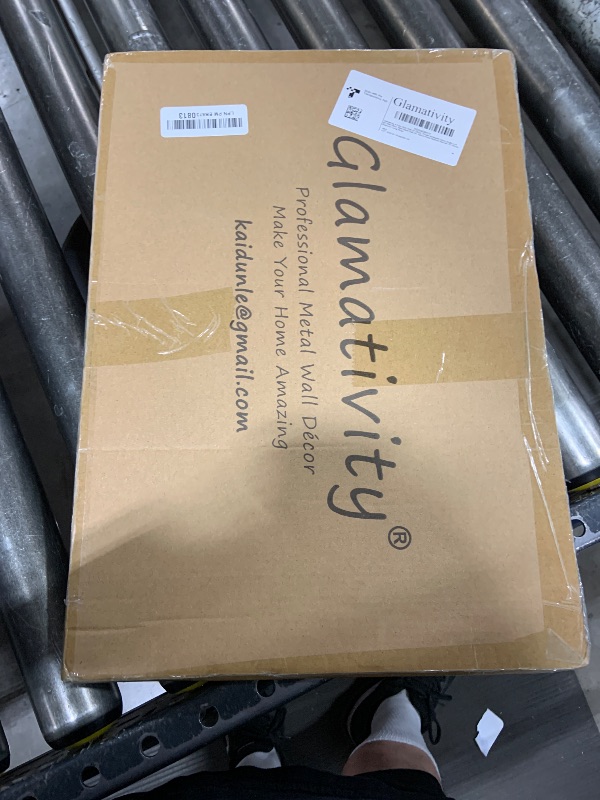 Glamativity®
Professional Metal Wall Décor
Make Your Home Amazing
kaidunle@gmail.com
Glamativity